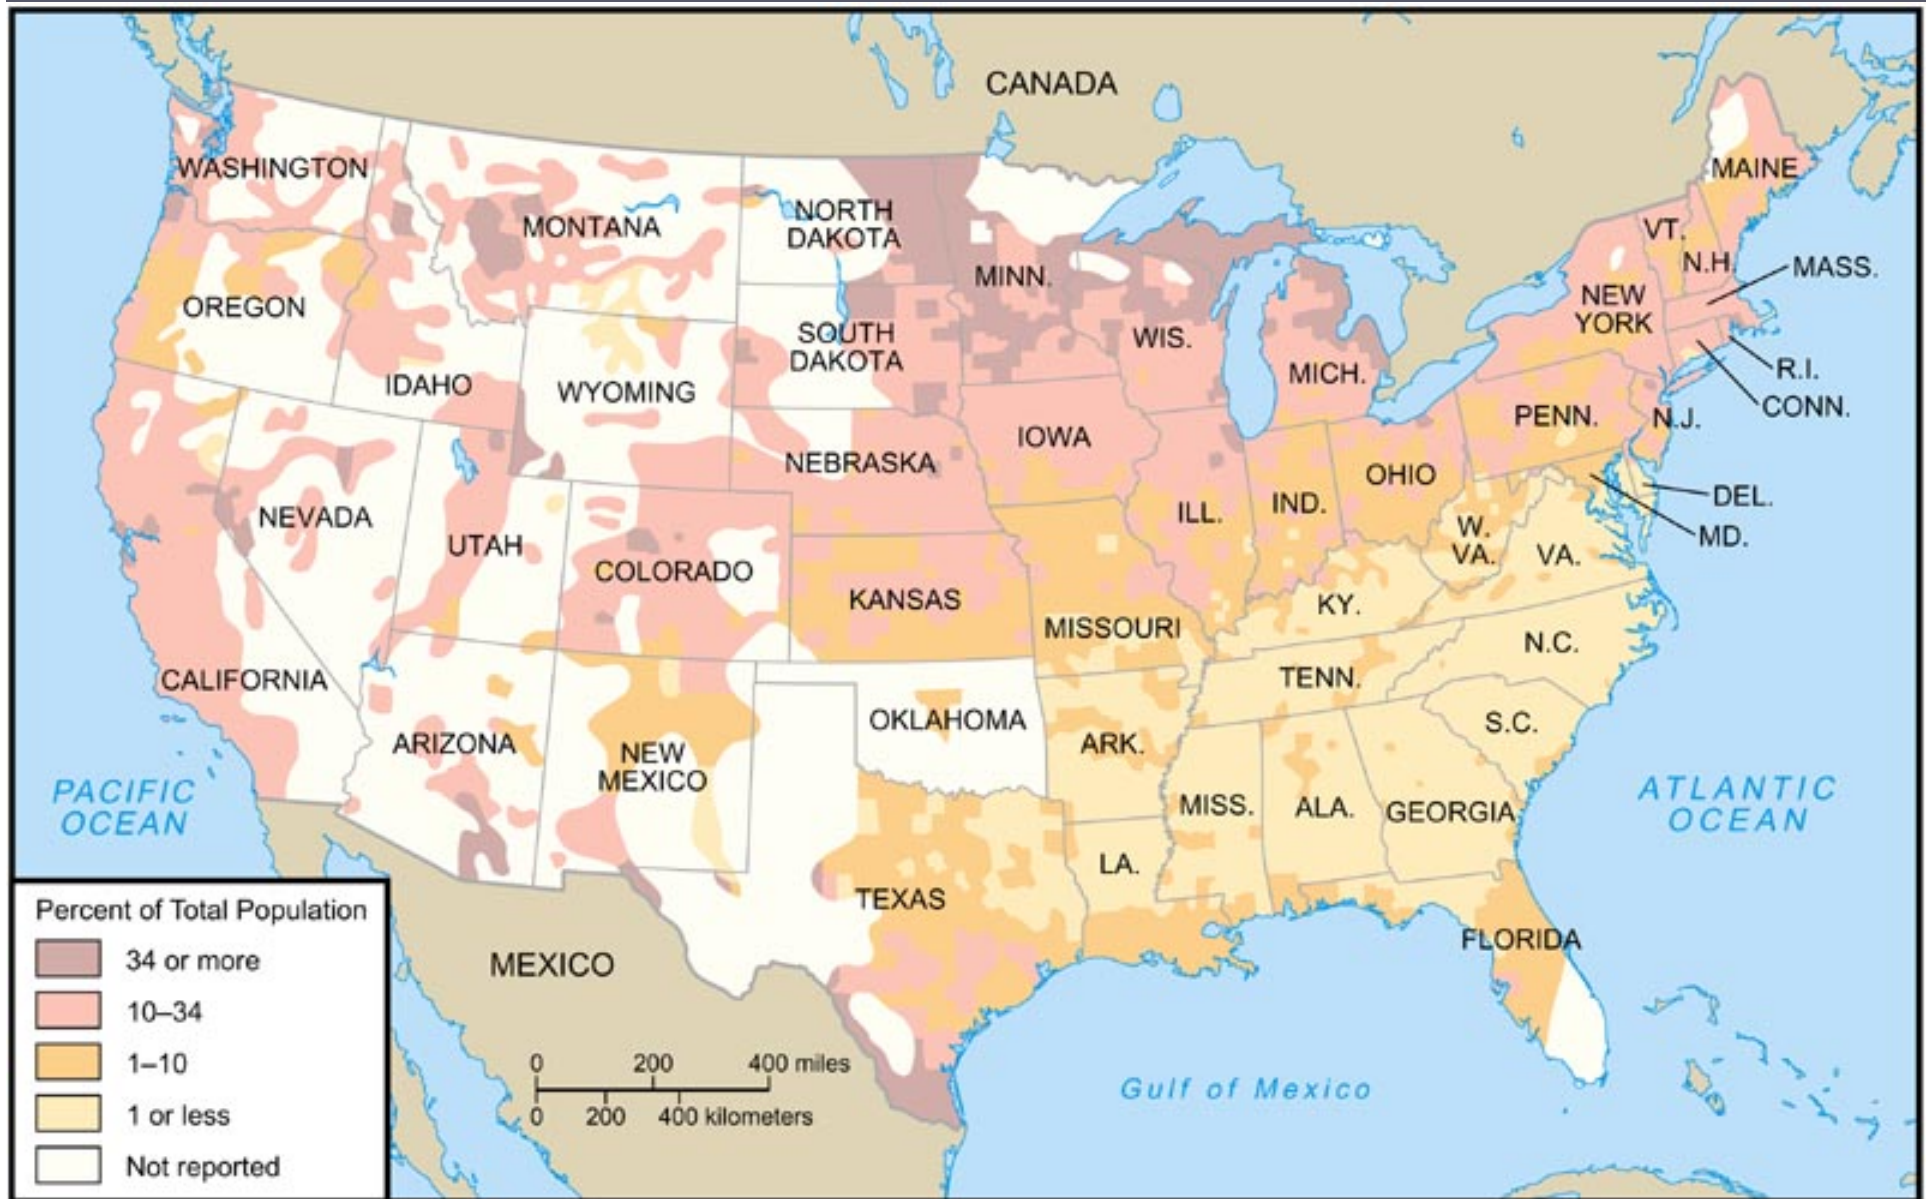 CANADA
WASHINGTON
MONTANA
NORTH
DAKOTA
MINN.
MAINE
VT.
N.H.
MASS.
OREGON
IDAHO
WYOMING
SOUTH
DAKOTA
WIS.
MICH.
NEW
YORK
R.I.
CONN.
NEVADA
UTAH
COLORADO
NEBRASKA
IOWA
ILL.
IND.
OHIO
PENN.
N.J.
DEL.
MD.
W.
VA.
VA.
CALIFORNIA
ARIZONA
NEW
MEXICO
KANSAS
MISSOURI
KY.
OKLAHOMA
ARK.
TENN.
N.C.
S.C.
TEXAS
LA.
MISS.
ALA.
GEORGIA
FLORIDA
PACIFIC
OCEAN
ATLANTIC
OCEAN
MEXICO
Gulf of Mexico
0 200 400 miles
0 200 400 kilometers
Percent of Total Population
34 or more
10–34
1–10
1 or less
Not reported